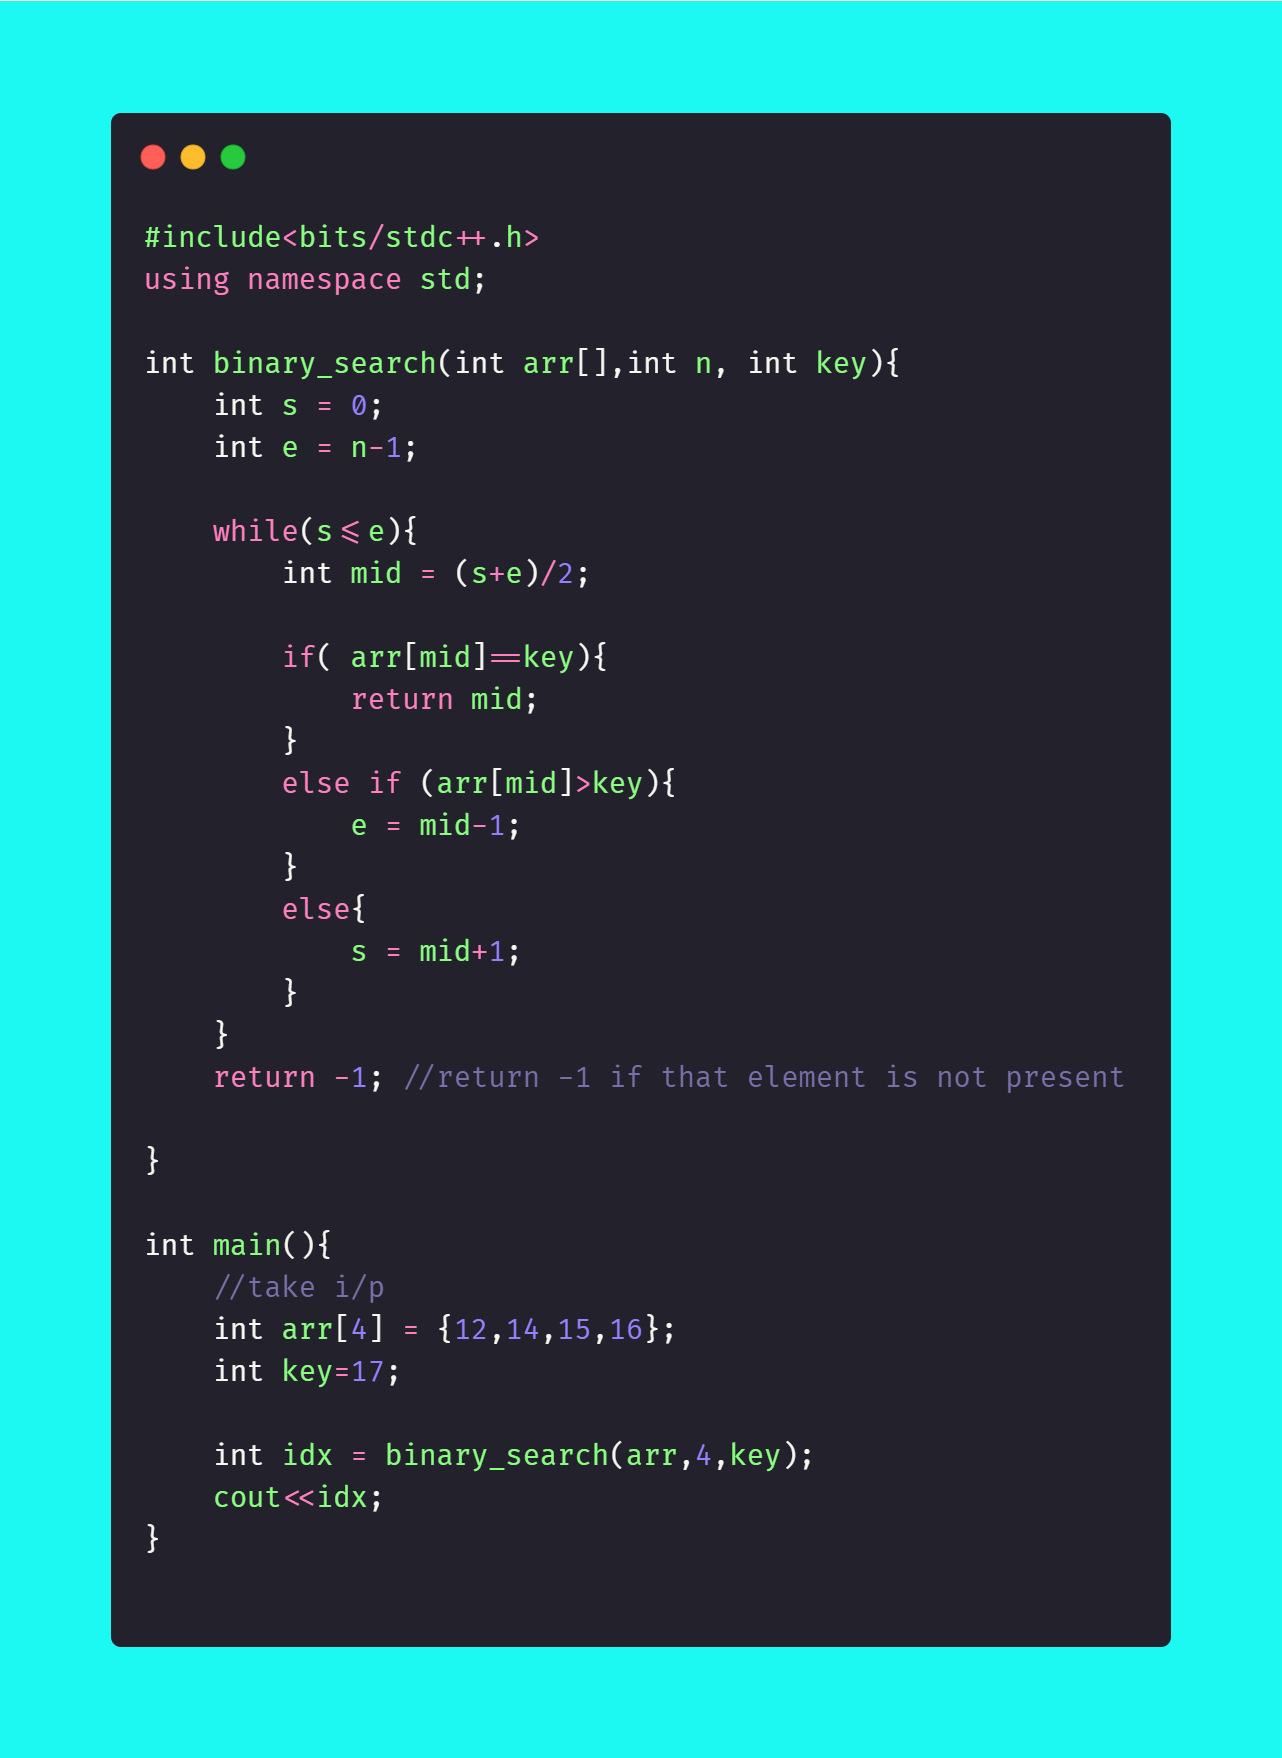 #include<bits/stdc++.h>
using namespace std;

int binary_search(int arr[],int n, int key){
    int s = 0;
    int e = n-1;

    while(s<=e){
        int mid = (s+e)/2;

        if( arr[mid]==key){
            return mid;
        }
        else if (arr[mid]>key){
            e = mid-1;
        }
        else{
            s = mid+1;
        }
    }
    return -1; //return -1 if that element is not present

}

int main(){
    //take i/p
    int arr[4] = {12,14,15,16};
    int key=17;

    int idx = binary_search(arr,4,key);
    cout<<idx;
}